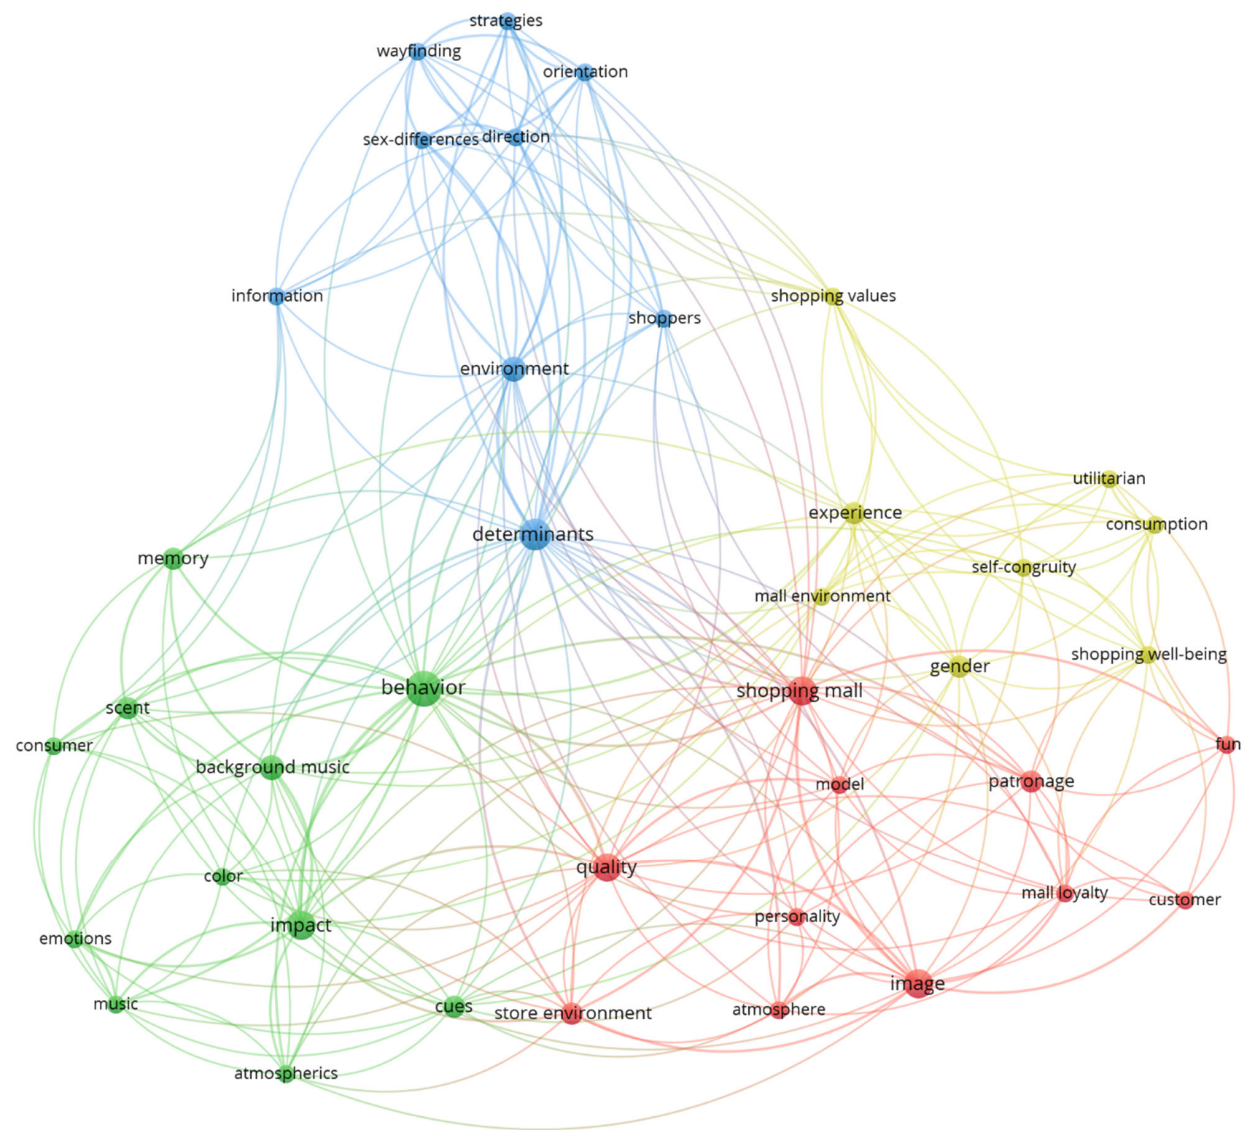 strategies
wayfinding
orientation
sex-differences
direction
information
shopping values
shoppers
environment
utilitarian
experience
consumption
determinants
memory
self-congruity
mall environment
shopping well-being
gender
behavior
shopping mall
scent
consumer
fun
background music
model
patronage
quality
color
mall loyalty
customer
personality
impact
emotions
image
music
cues
store environment
atmosphere
atmospherics